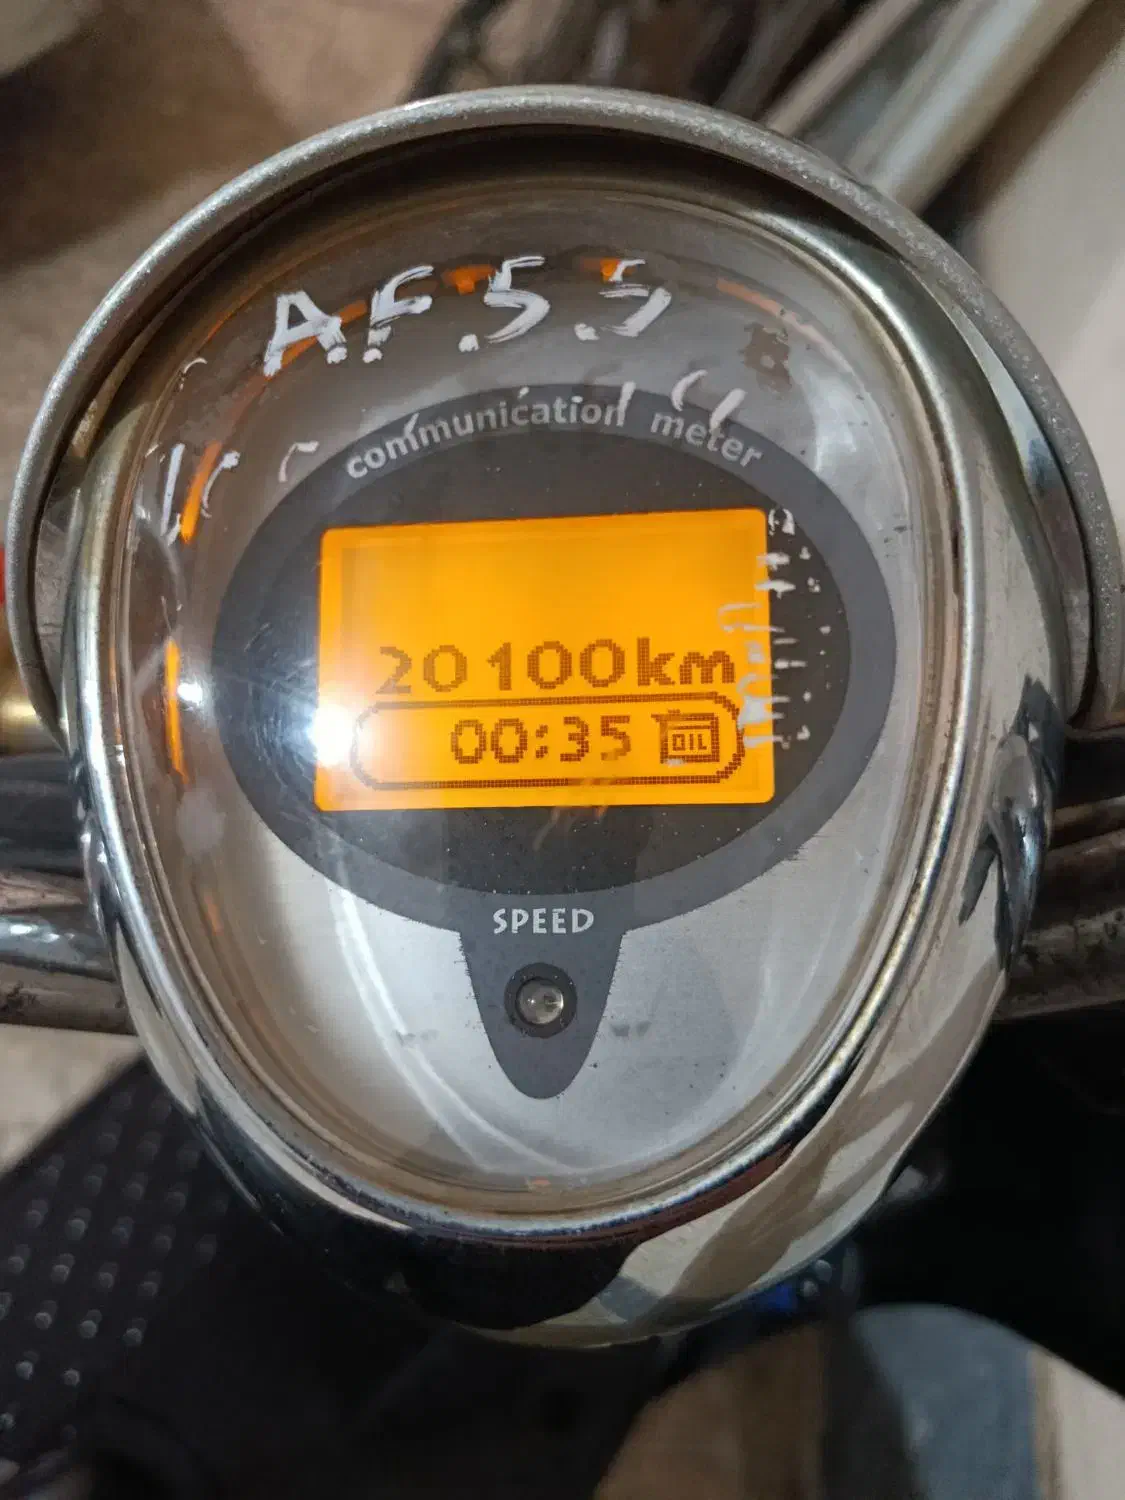 A.F.5.5
communication meter
20100km
00:35 OIL
SPEED